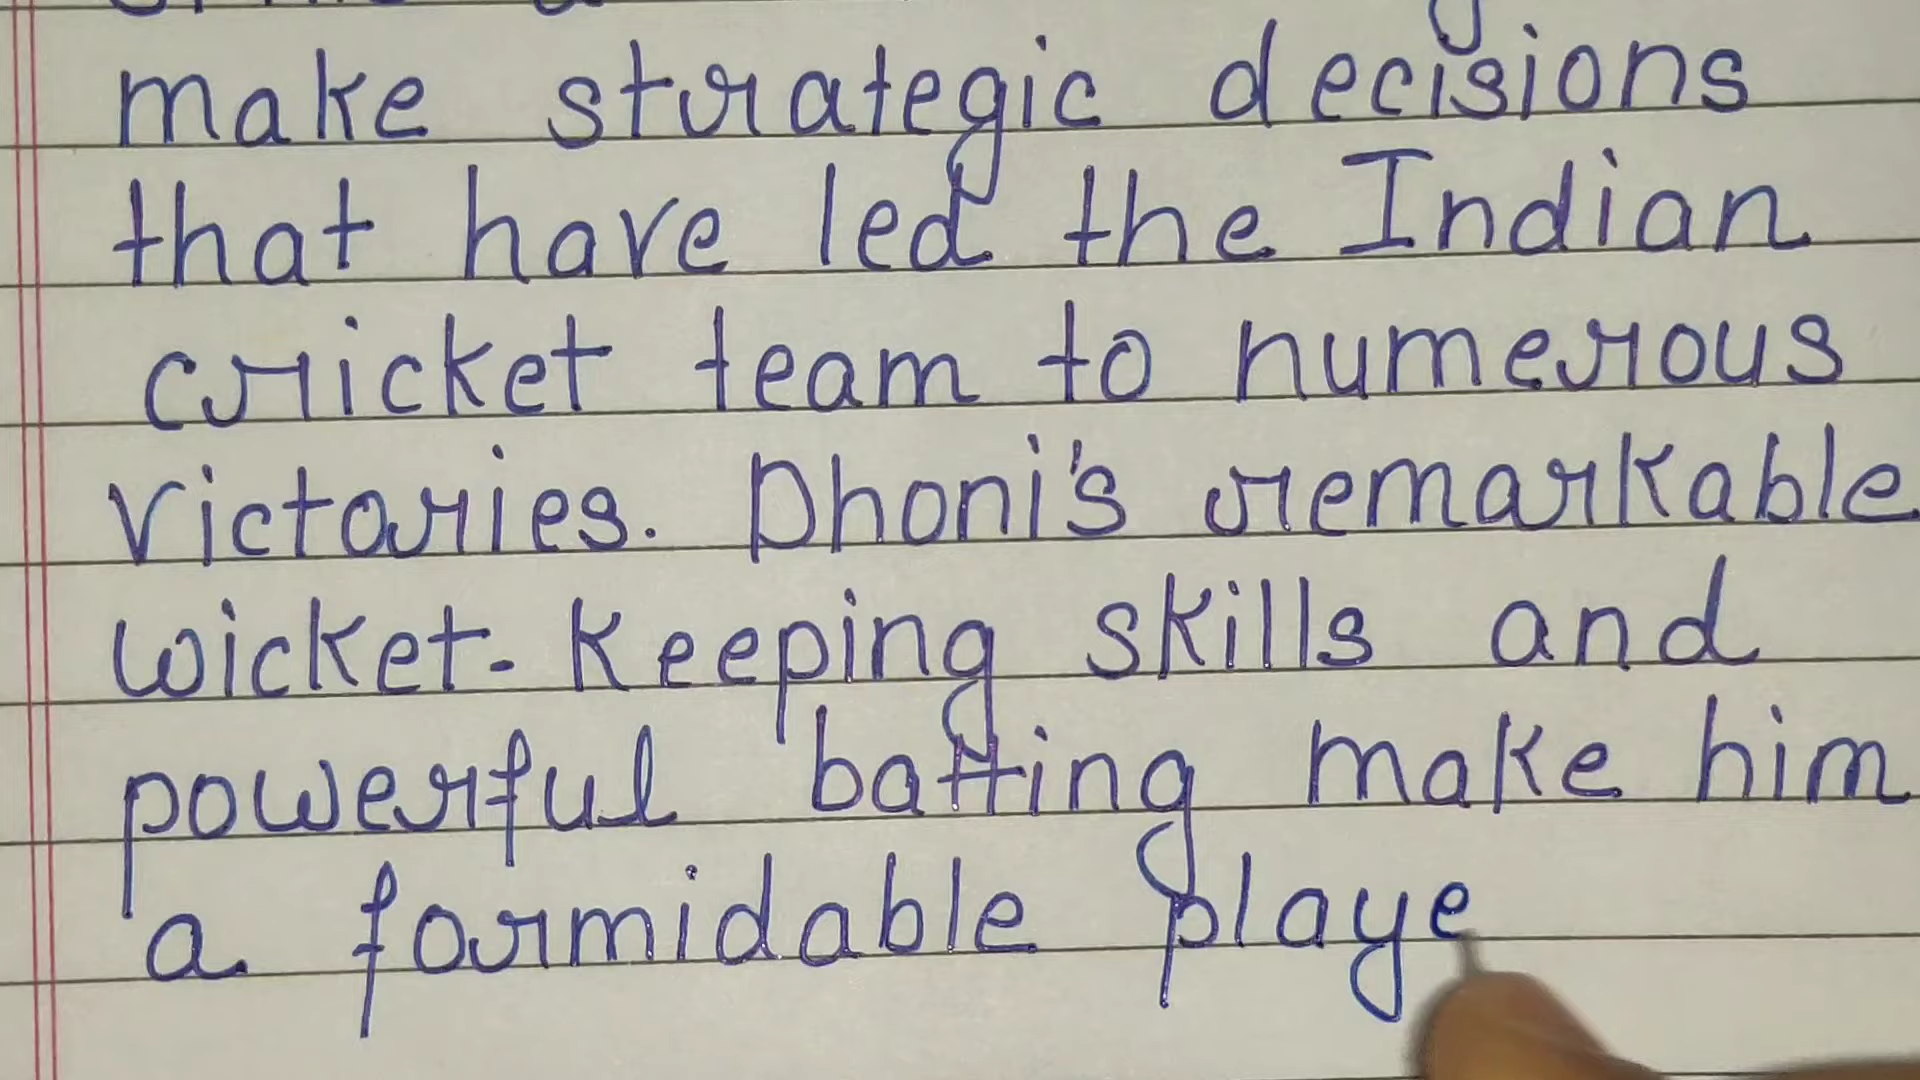 make strategic decisions
that have led the Indian
cricket team to numerous
victories. Dhoni's remarkable
wicket-keeping skills and
powerful batting make him
a formidable playe